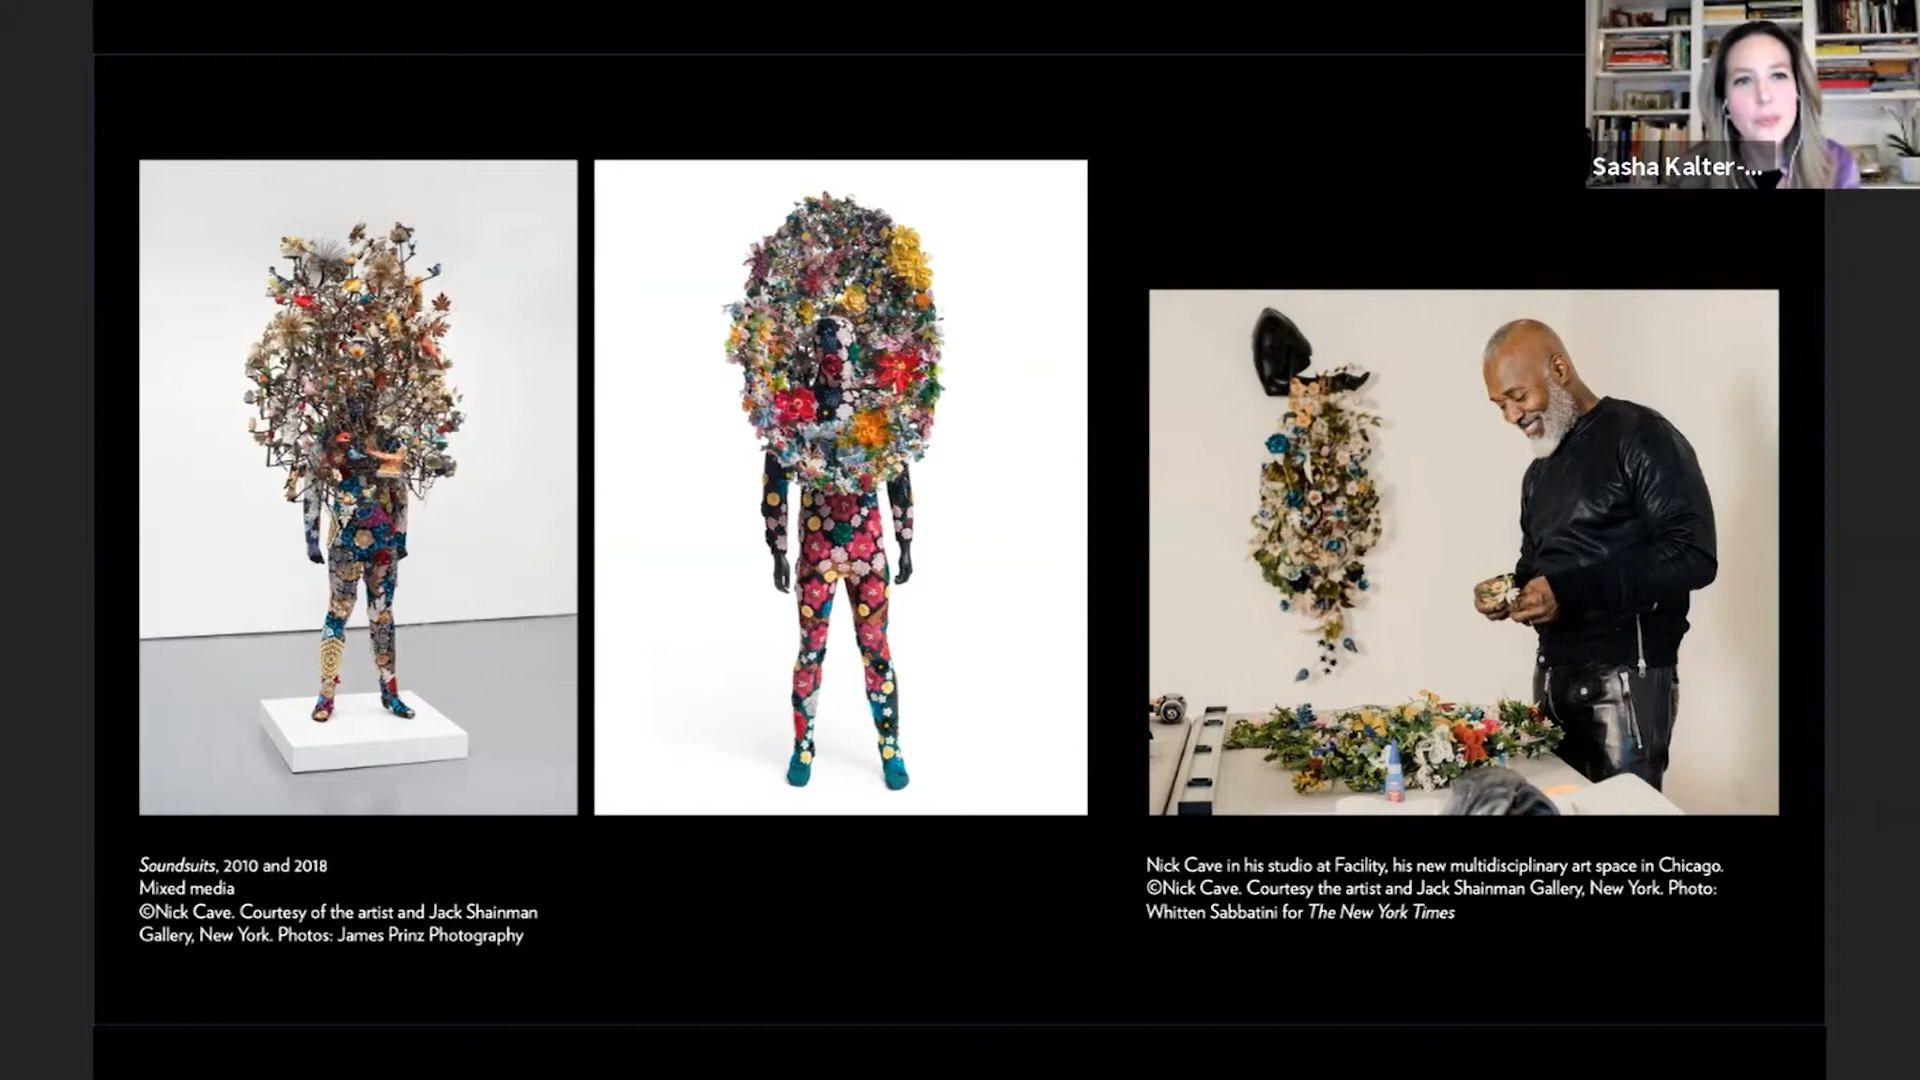 Sasha Kalter-...
Soundsuits, 2010 and 2018
Mixed media
©Nick Cave. Courtesy of the artist and Jack Shainman
Gallery, New York. Photos: James Prinz Photography
Nick Cave in his studio at Facility, his new multidisciplinary art space in Chicago.
©Nick Cave. Courtesy the artist and Jack Shainman Gallery, New York. Photo:
Whitten Sabbatini for The New York Times